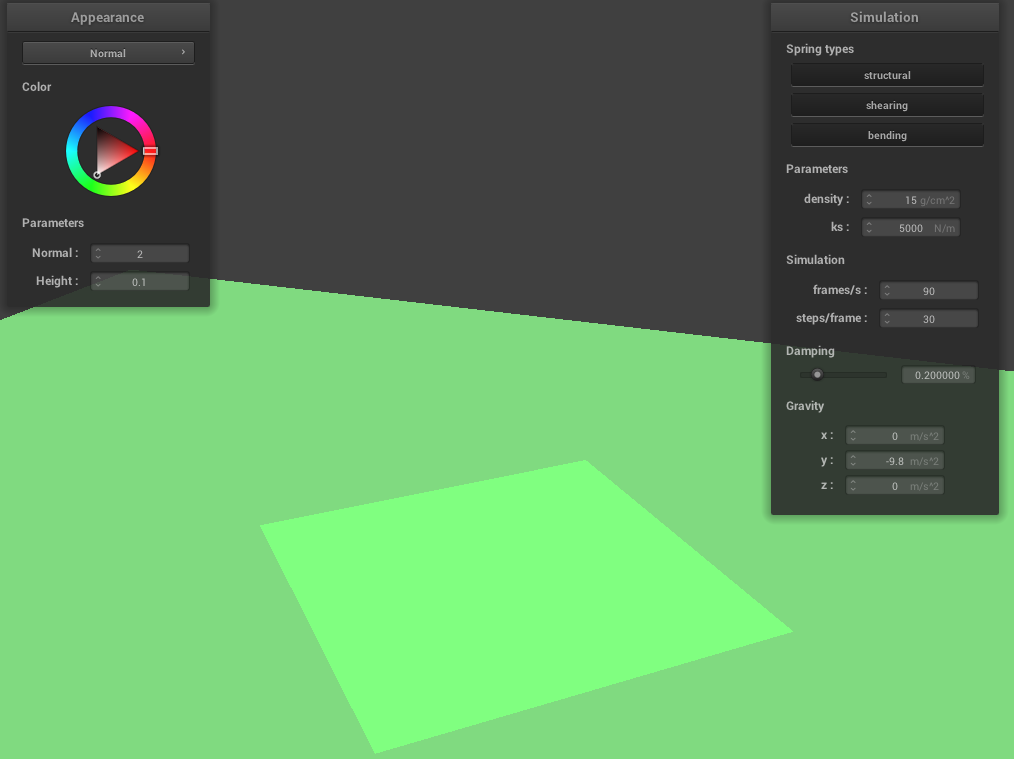 Appearance
Normal
Color
Parameters
Normal : 2
Height : 0.1
Simulation
Spring types
structural
shearing
bending
Parameters
density : 15 g/cm^2
ks : 5000 N/m
Simulation
frames/s : 90
steps/frame : 30
Damping
0.200000 %
Gravity
x : 0 m/s^2
y : -9.8 m/s^2
z : 0 m/s^2